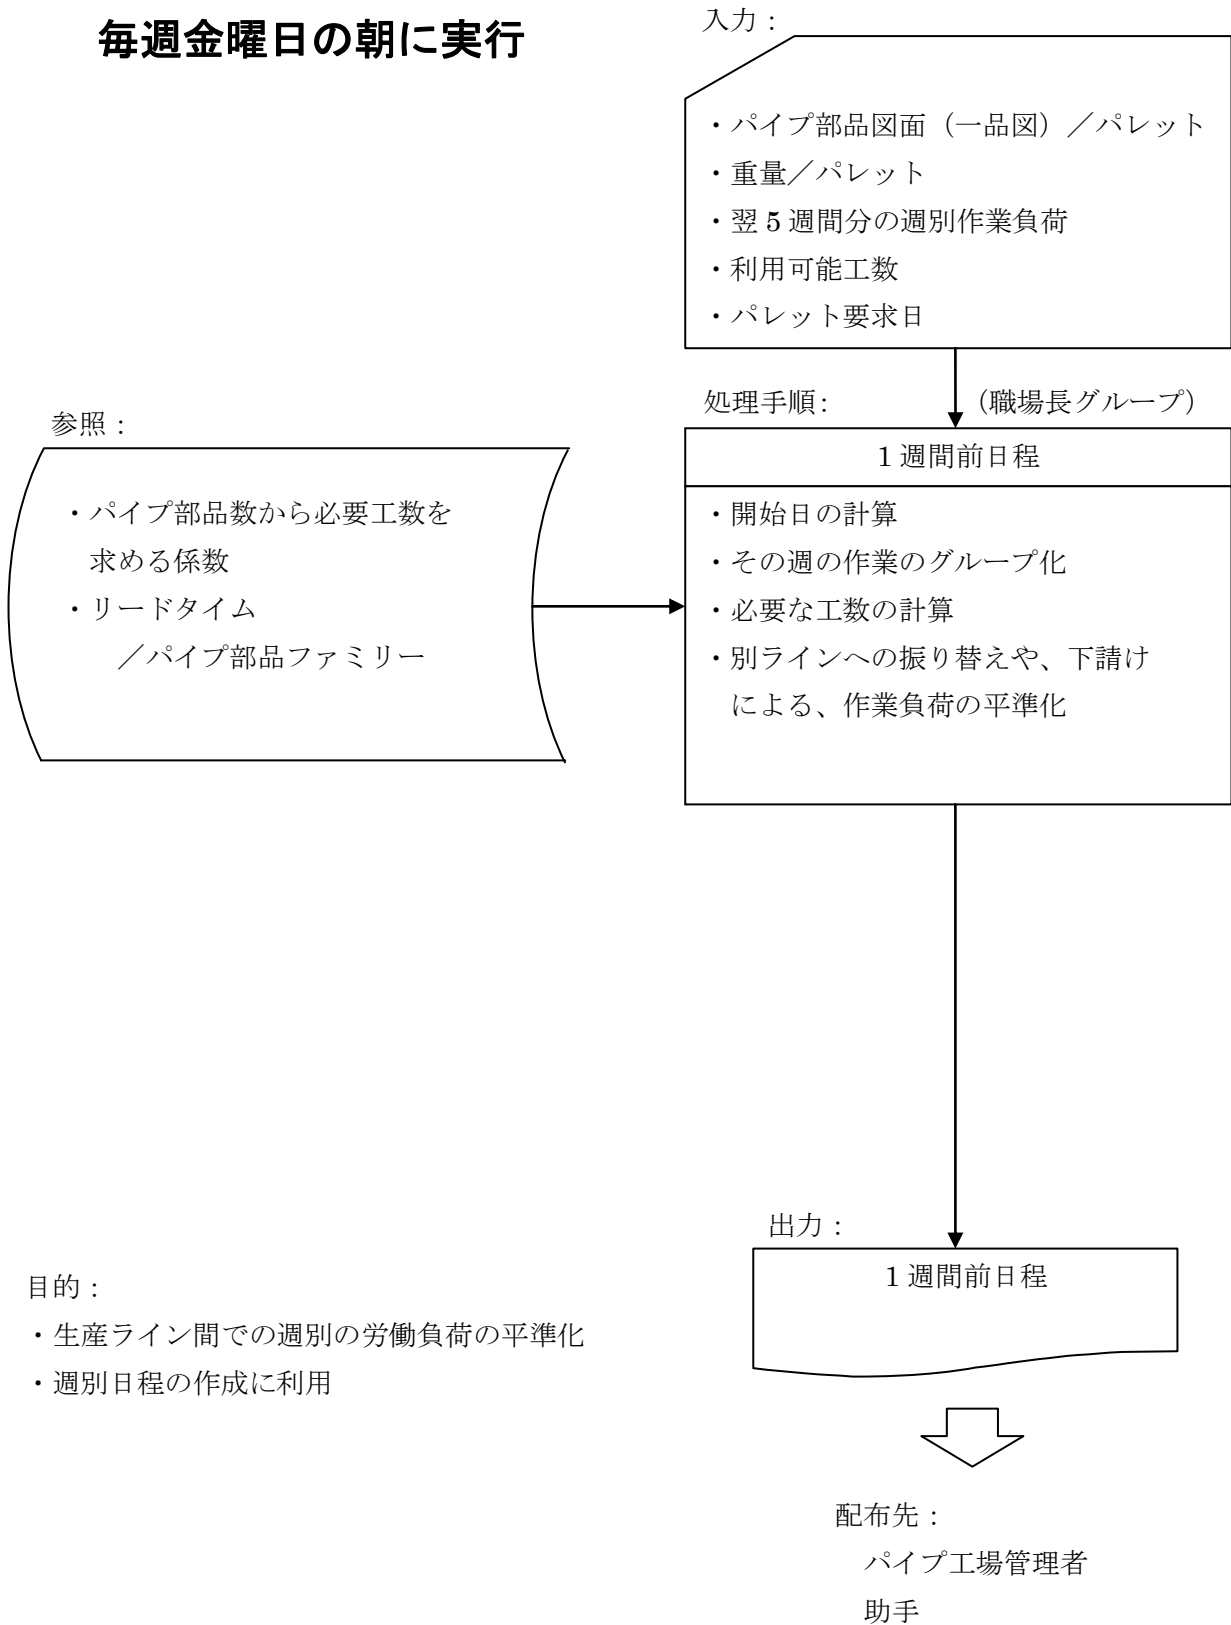 毎週金曜日の朝に実行
入力：
・パイプ部品図面（一品図）／パレット
・重量／パレット
・翌 5 週間分の週別作業負荷
・利用可能工数
・パレット要求日
処理手順：
（職場長グループ）
参照：
・パイプ部品数から必要工数を
求める係数
・リードタイム
／パイプ部品ファミリー
1 週間前日程
・開始日の計算
・その週の作業のグループ化
・必要な工数の計算
・別ラインへの振り替えや、下請け
による、作業負荷の平準化
出力：
1 週間前日程
目的：
・生産ライン間での週別の労働負荷の平準化
・週別日程の作成に利用
配布先：
パイプ工場管理者
助手